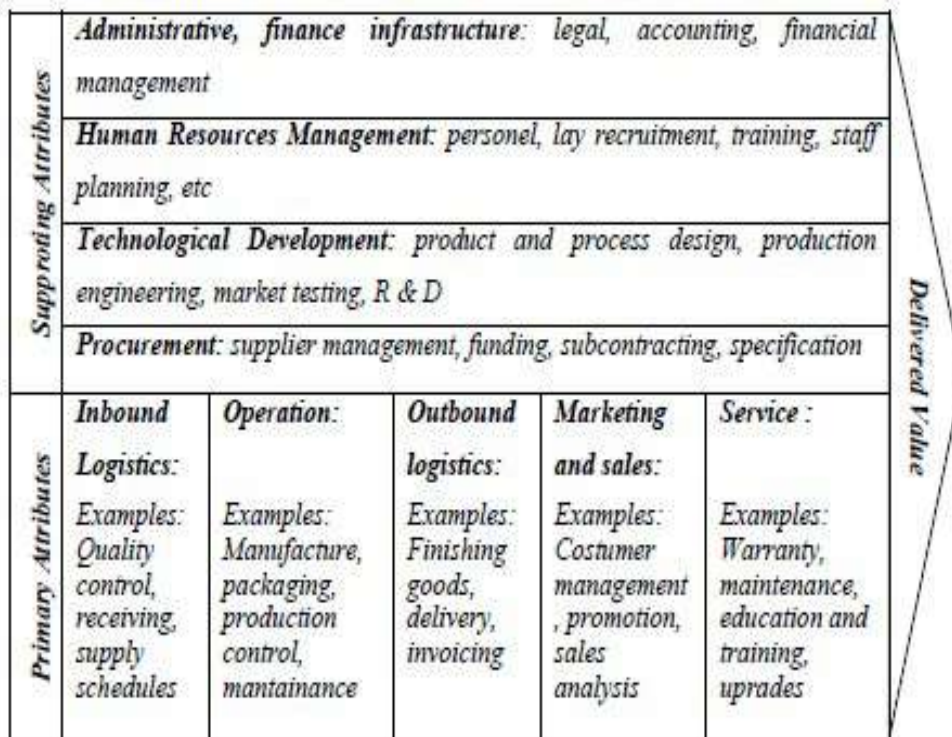 Supproting Attributes
Administrative, finance infrastructure: legal, accounting, financial
management
Human Resources Management: personel, lay recruitment, training, staff
planning, etc
Technological Development: product and process design, production
engineering, market testing, R & D
Procurement: supplier management, funding, subcontracting, specification
Primary Attributes
Inbound
Logistics:
Examples:
Quality
control,
receiving,
supply
schedules
Operation:
Examples:
Manufacture,
packaging,
production
control,
mantainance
Outbound
logistics:
Examples:
Finishing
goods,
delivery,
invoicing
Marketing
and sales:
Examples:
Costumer
management
, promotion,
sales
analysis
Service :
Examples:
Warranty,
maintenance,
education and
training,
uprades
Delivered Value